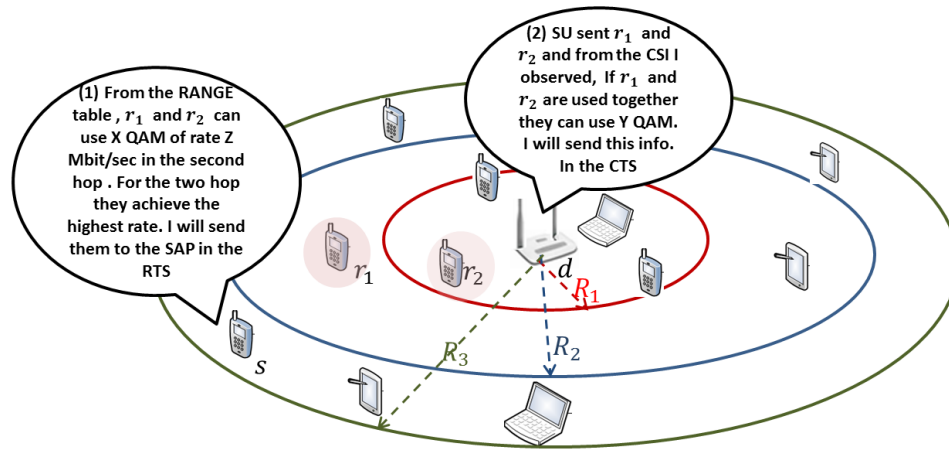 (1) From the RANGE
table , r₁ and r₂ can
use X QAM of rate Z
Mbit/sec in the second
hop . For the two hop
they achieve the
highest rate. I will send
them to the SAP in the
RTS
(2) SU sent r₁ and
r₂ and from the CSI I
observed, If r₁ and
r₂ are used together
they can use Y QAM.
I will send this info.
In the CTS
r₁
r₂
d
R₁
R₂
R₃
s